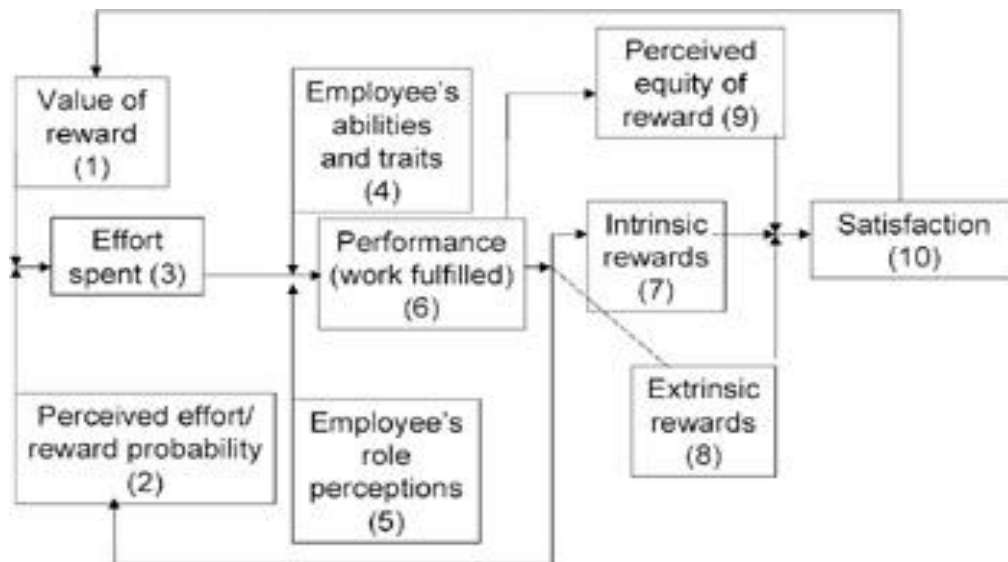 Value of
reward
(1)
Employee's
abilities
and traits
(4)
Perceived
equity of
reward (9)
Effort
spent (3)
Performance
(work fulfilled)
(6)
Intrinsic
rewards
(7)
Satisfaction
(10)
Perceived effort/
reward probability
(2)
Employee's
role
perceptions
(5)
Extrinsic
rewards
(8)